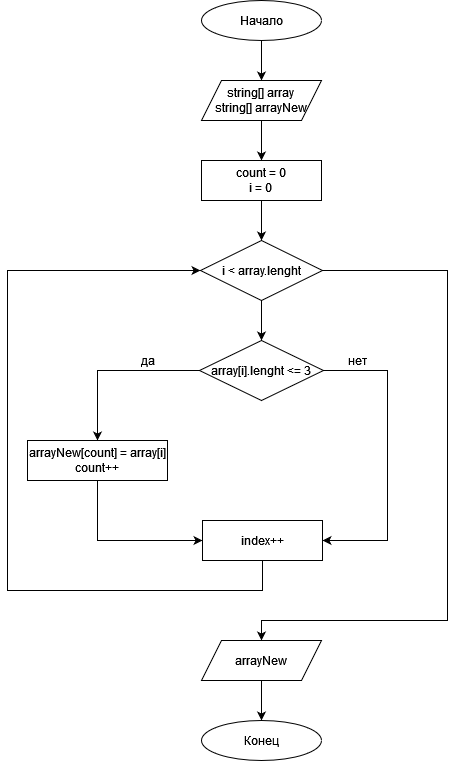 Начало
string[] array
string[] arrayNew
count = 0
i = 0
i < array.lenght
да
array[i].lenght <= 3
нет
arrayNew[count] = array[i]
count++
index++
arrayNew
Конец